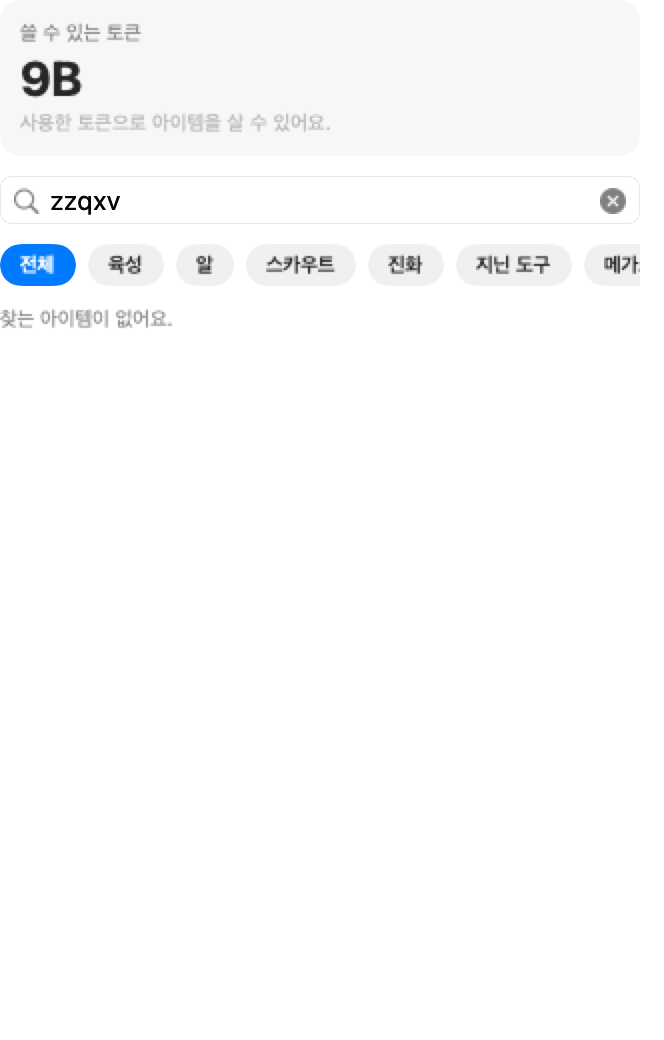 쓸 수 있는 토큰
9B
사용한 토큰으로 아이템을 살 수 있어요.
zzqxv
전체 육성 알 스카우트 진화 지닌 도구 메가
찾는 아이템이 없어요.